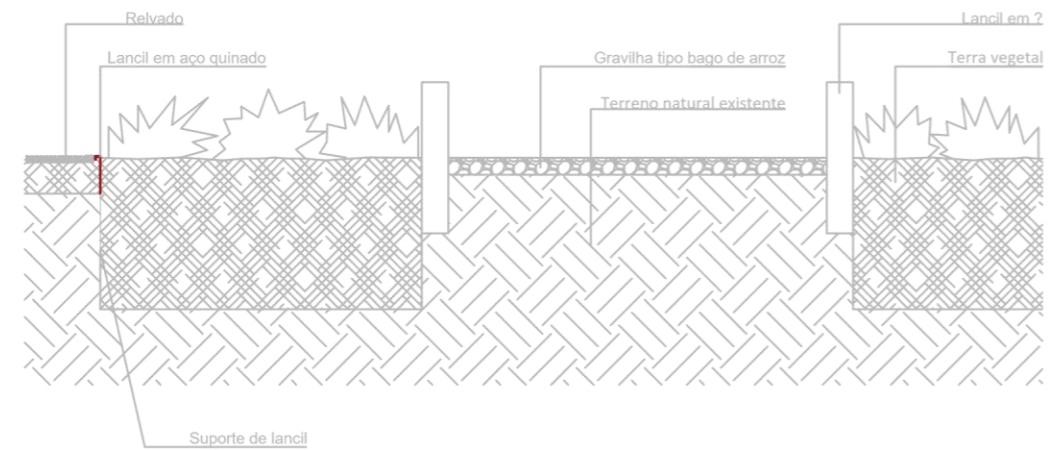 Relvado
Lancil em ?
Lancil em aço quinado
Gravilha tipo bago de arroz
Terra vegetal
Terreno natural existente
Suporte de lancil